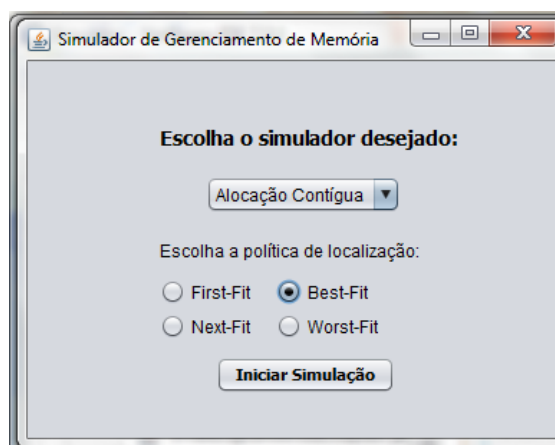 Simulador de Gerenciamento de Memória
Escolha o simulador desejado:
Alocação Contígua
Escolha a política de localização:
First-Fit Best-Fit
Next-Fit Worst-Fit
Iniciar Simulação